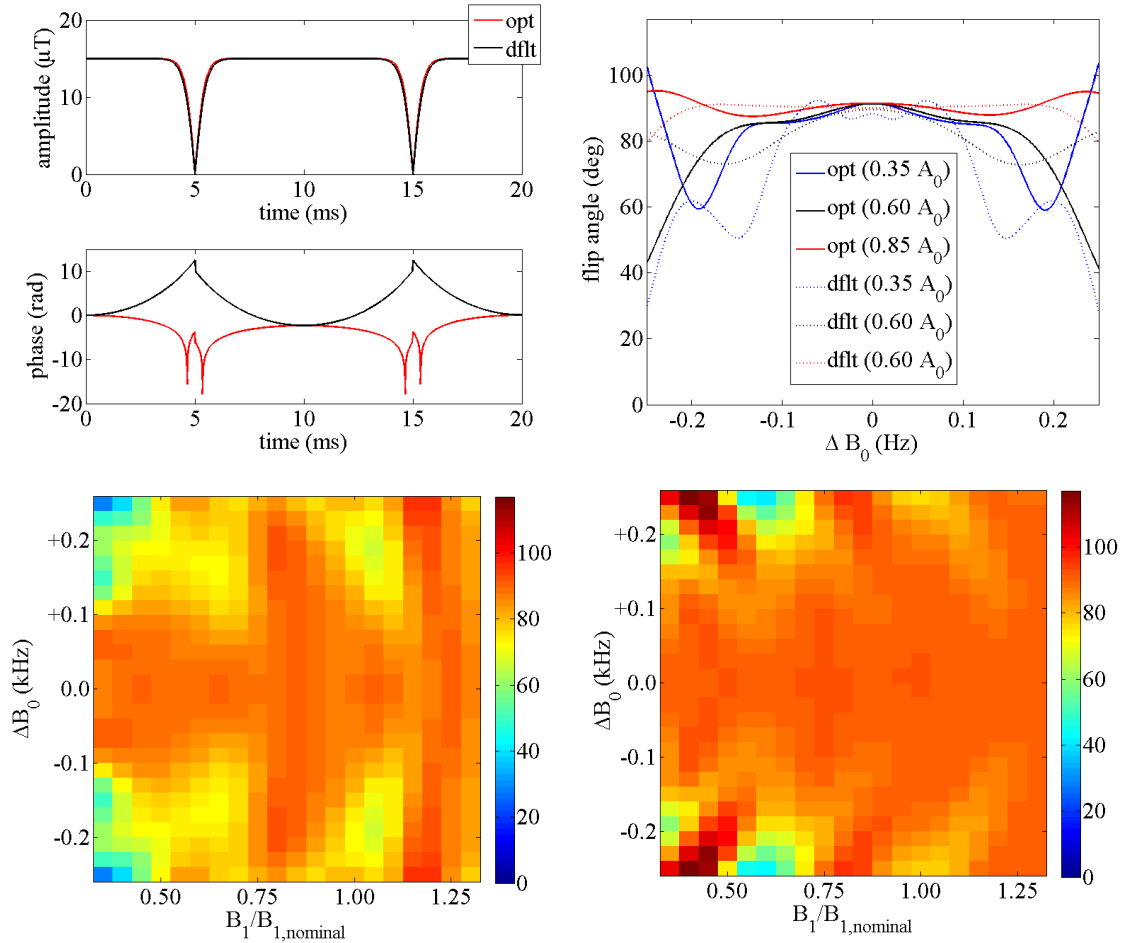 20
10
0
amplitude (μT)
0 5 10 15 20
time (ms)
opt
dflt
10
0
-10
-20
phase (rad)
0 5 10 15 20
time (ms)
100
80
60
40
20
0
flip angle (deg)
-0.2 -0.1 0 0.1 0.2
Δ B0 (Hz)
opt (0.35 A0)
opt (0.60 A0)
opt (0.85 A0)
dflt (0.35 A0)
dflt (0.60 A0)
dflt (0.60 A0)
+0.2
+0.1
0.0
-0.1
-0.2
ΔB0 (kHz)
0.50 0.75 1.00 1.25
B1/B1,nominal
100
80
60
40
20
0
+0.2
+0.1
0.0
-0.1
-0.2
ΔB0 (kHz)
0.50 0.75 1.00 1.25
B1/B1,nominal
100
80
60
40
20
0